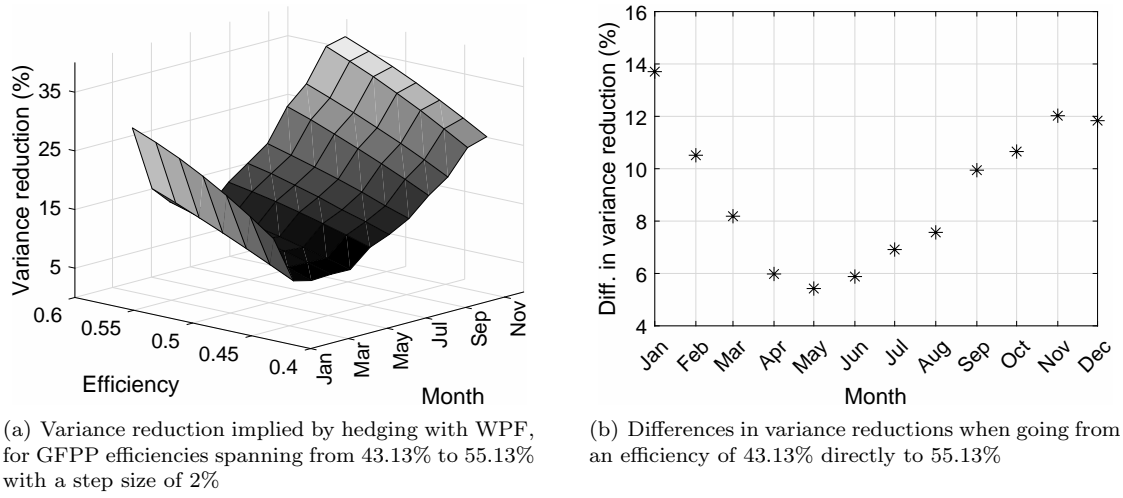 Variance reduction (%)
35
25
15
5
0.6
0.55
0.5
0.45
0.4
Efficiency
Jan
Mar
May
Jul
Sep
Nov
Month
(a) Variance reduction implied by hedging with WPF,
for GFPP efficiencies spanning from 43.13% to 55.13%
with a step size of 2%
Diff. in variance reduction (%)
16
14
12
10
8
6
4
Jan
Feb
Mar
Apr
May
Jun
Jul
Aug
Sep
Oct
Nov
Dec
Month
(b) Differences in variance reductions when going from
an efficiency of 43.13% directly to 55.13%